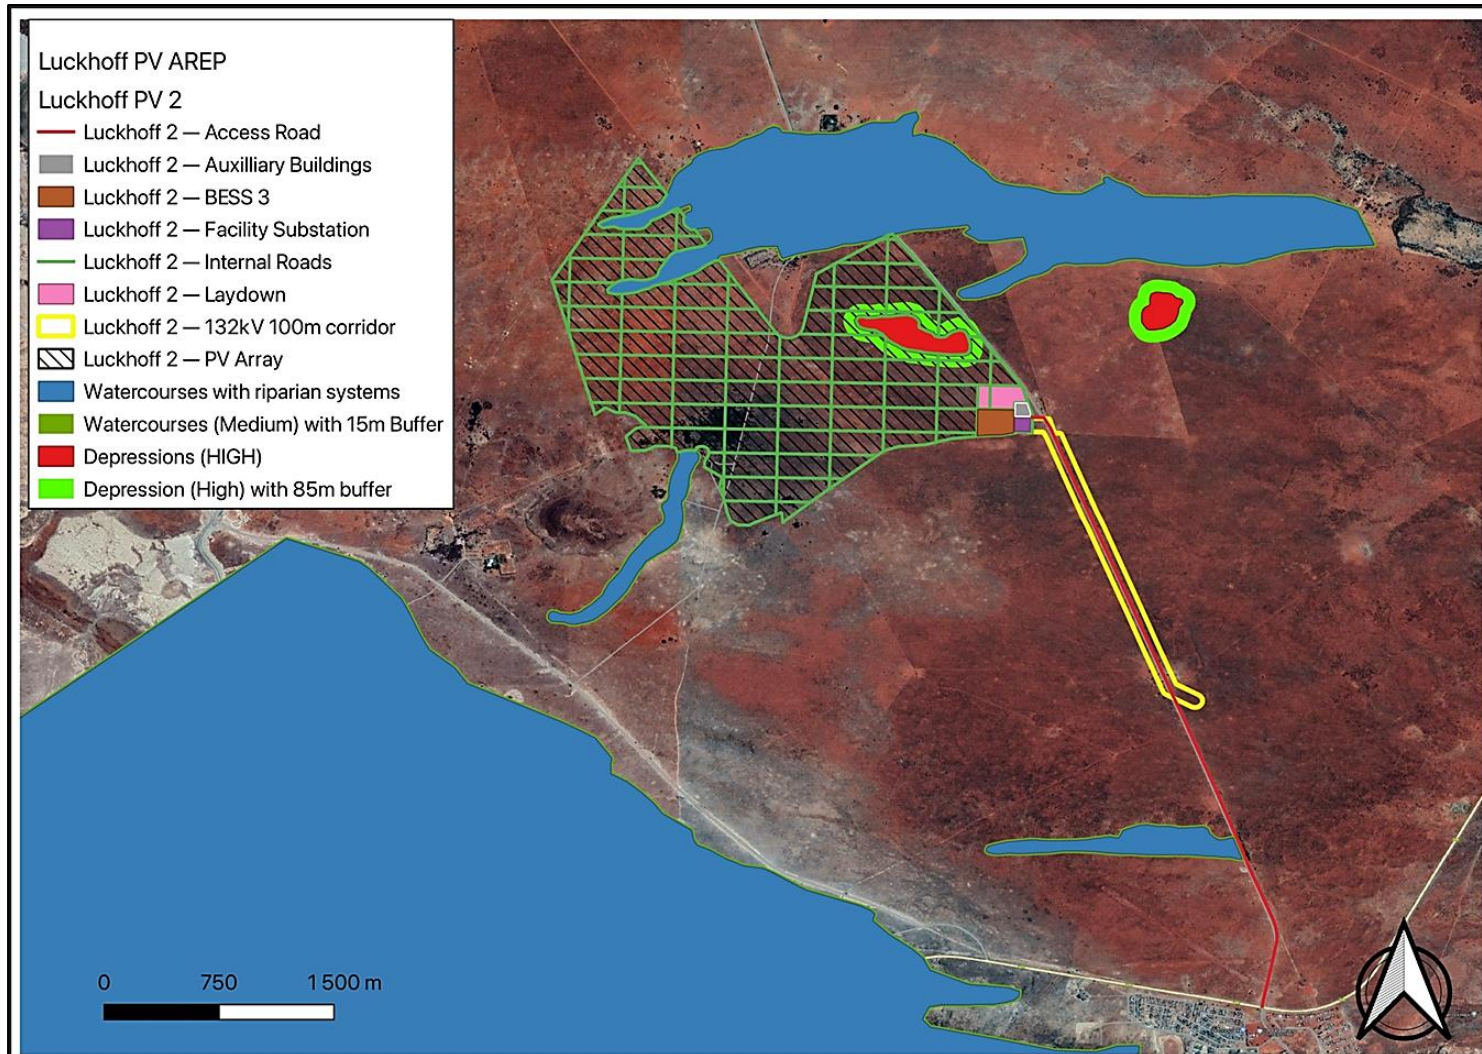 Luckhoff PV AREP
Luckhoff PV 2
Luckhoff 2 — Access Road
Luckhoff 2 — Auxilliary Buildings
Luckhoff 2 — BESS 3
Luckhoff 2 — Facility Substation
Luckhoff 2 — Internal Roads
Luckhoff 2 — Laydown
Luckhoff 2 — 132kV 100m corridor
Luckhoff 2 — PV Array
Watercourses with riparian systems
Watercourses (Medium) with 15m Buffer
Depressions (HIGH)
Depression (High) with 85m buffer
0 750 1 500 m